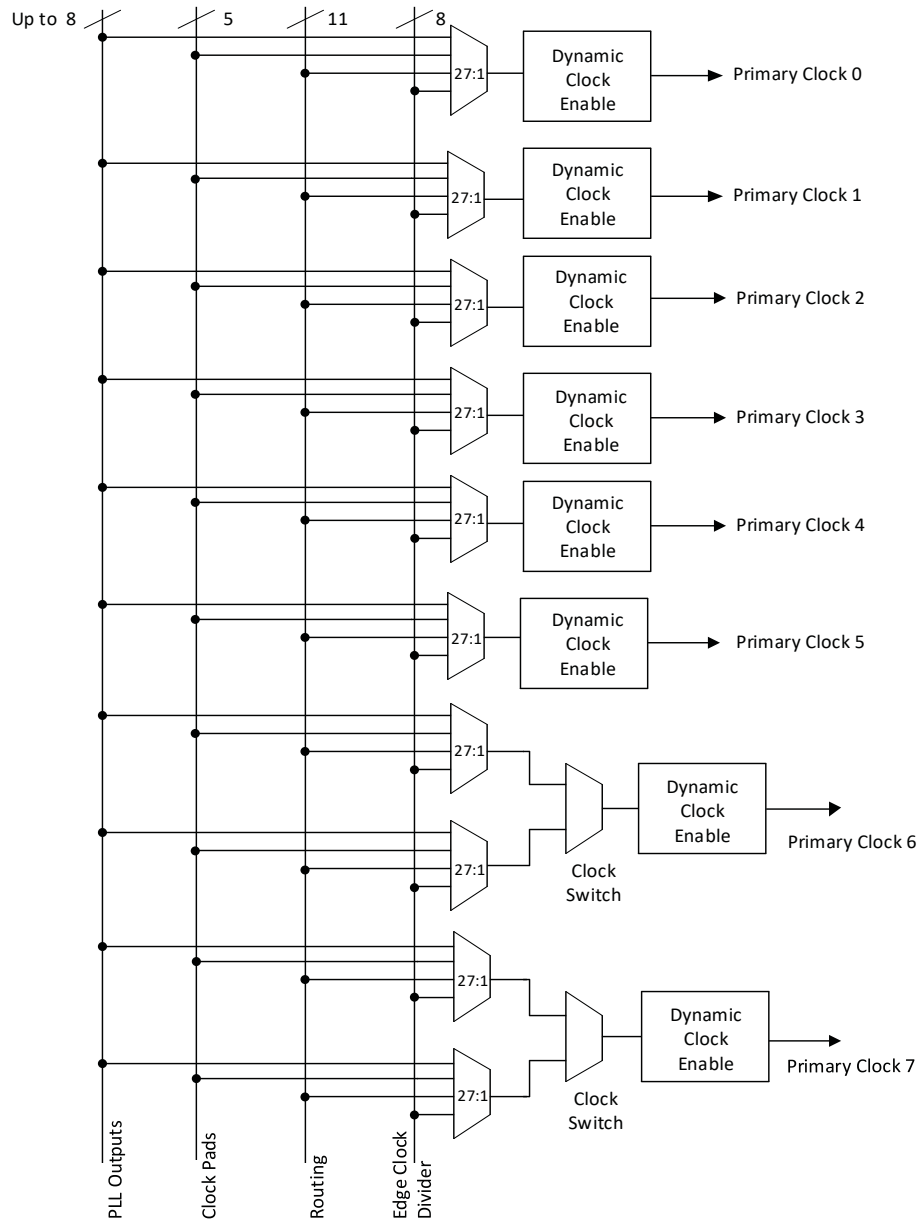 Up to 8
5
11
8
27:1
Dynamic
Clock
Enable
Primary Clock 0
27:1
Dynamic
Clock
Enable
Primary Clock 1
27:1
Dynamic
Clock
Enable
Primary Clock 2
27:1
Dynamic
Clock
Enable
Primary Clock 3
27:1
Dynamic
Clock
Enable
Primary Clock 4
27:1
Dynamic
Clock
Enable
Primary Clock 5
27:1
27:1
Clock
Switch
Dynamic
Clock
Enable
Primary Clock 6
27:1
27:1
Clock
Switch
Dynamic
Clock
Enable
Primary Clock 7
PLL Outputs
Clock Pads
Routing
Edge Clock
Divider